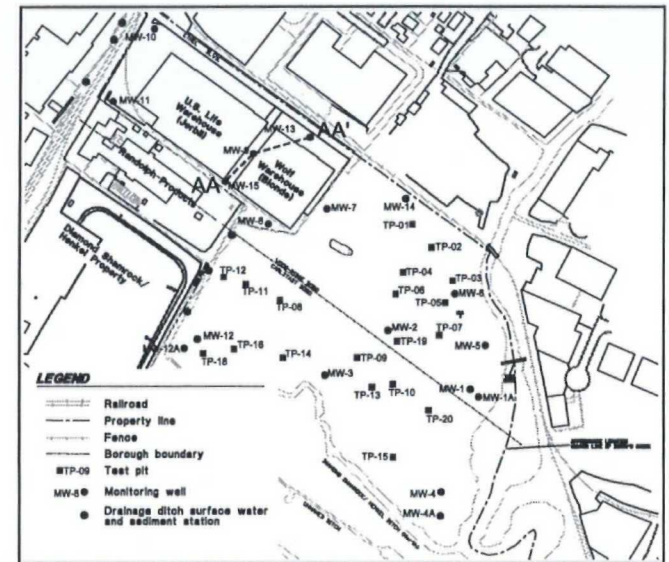 MW-10
MW-11
U.S. Life
Warehouse
(Jerbil)
MW-13
AA'
MW-9
Wolf
Warehouse
(Blonde)
Randolph Products
AA
MW-15
MW-7
MW-14
TP-01
MW-8
Diamond Shamrock/
Henkel Property
TP-02
TP-12
TP-04
TP-03
TP-11
TP-06
MW-6
TP-08
TP-05
MW-2
TP-07
MW-12
TP-19
MW-5
MW-12A
TP-16
TP-18
TP-14
TP-09
MW-3
TP-13
TP-10
MW-1
MW-1A
TP-20
TP-15
MW-4
MW-4A
LEGEND
Railroad
Property line
Fence
Borough boundary
TP-09 Test pit
MW-8 Monitoring well
Drainage ditch surface water
and sediment station